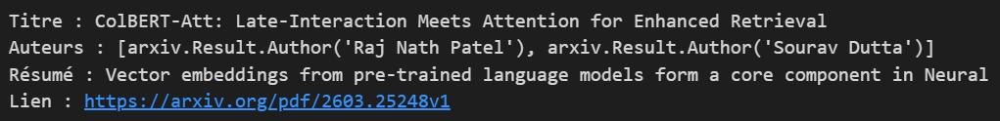 Titre : ColBERT-Att: Late-Interaction Meets Attention for Enhanced Retrieval
Auteurs : [arxiv.Result.Author('Raj Nath Patel'), arxiv.Result.Author('Sourav Dutta')]
Résumé : Vector embeddings from pre-trained language models form a core component in Neural
Lien : https://arxiv.org/pdf/2603.25248v1